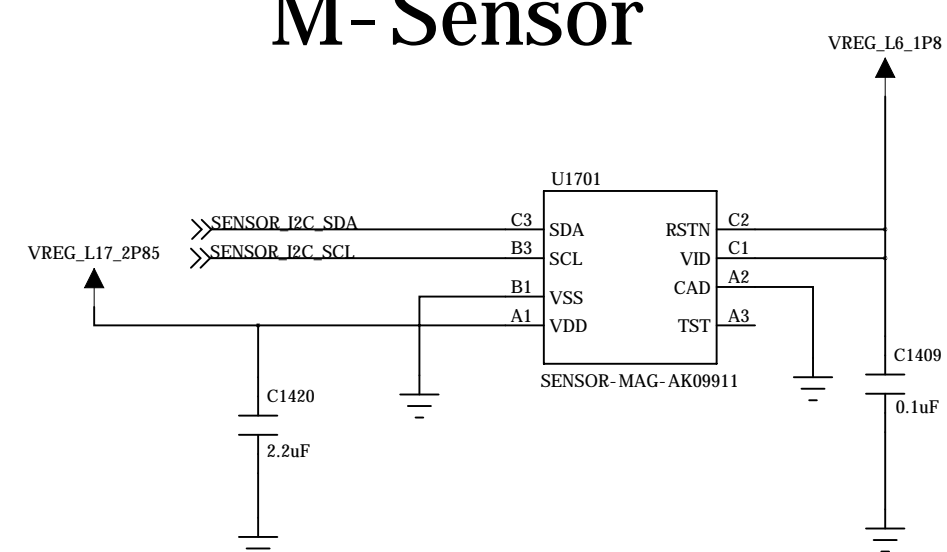 M-Sensor
VREG_L6_1P8
U1701
SENSOR_I2C_SDA
C3
SDA
RSTN
C2
VREG_L17_2P85
SENSOR_I2C_SCL
B3
SCL
VID
C1
B1
VSS
CAD
A2
A1
VDD
TST
A3
SENSOR-MAG-AK09911
C1409
0.1uF
C1420
2.2uF